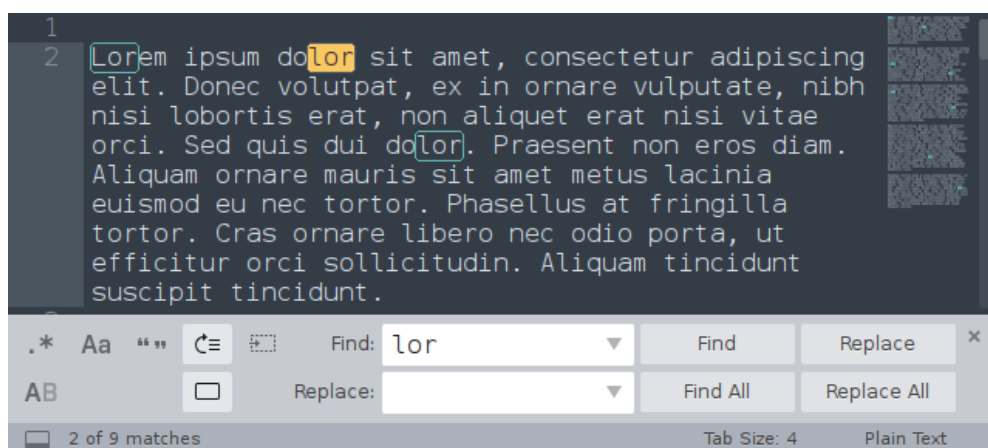 1
2 Lorem ipsum dolor sit amet, consectetur adipiscing
elit. Donec volutpat, ex in ornare vulputate, nibh
nisi lobortis erat, non aliquet erat nisi vitae
orci. Sed quis dui dolor. Praesent non eros diam.
Aliquam ornare mauris sit amet metus lacinia
euismod eu nec tortor. Phasellus at fringilla
tortor. Cras ornare libero nec odio porta, ut
efficitur orci sollicitudin. Aliquam tincidunt
suscipit tincidunt.
.* Aa “ ” Find: lor Find Replace ×
AB Replace: Find All Replace All
2 of 9 matches Tab Size: 4 Plain Text